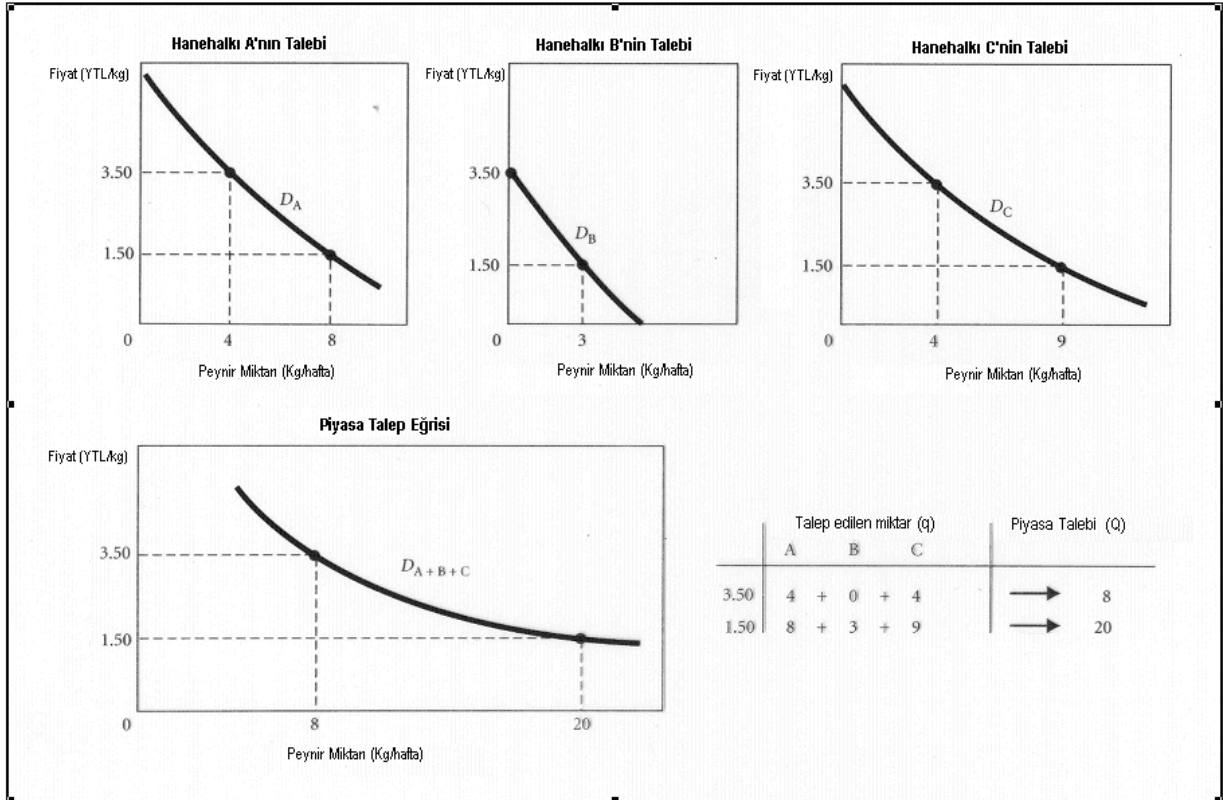 Hanehalkı A'nın Talebi
Fiyat (YTL/kg)
3.50
1.50
D_A
0 4 8
Peynir Miktarı (Kg/hafta)
Hanehalkı B'nin Talebi
Fiyat (YTL/kg)
3.50
1.50
D_B
0 3
Peynir Miktarı (Kg/hafta)
Hanehalkı C'nin Talebi
Fiyat (YTL/kg)
3.50
1.50
D_C
0 4 9
Peynir Miktarı (Kg/hafta)
Piyasa Talep Eğrisi
Fiyat (YTL/kg)
3.50
1.50
D_A+B+C
0 8 20
Peynir Miktarı (Kg/hafta)
Talep edilen miktar (q) Piyasa Talebi (Q)
A B C
3.50 4 + 0 + 4 → 8
1.50 8 + 3 + 9 → 20